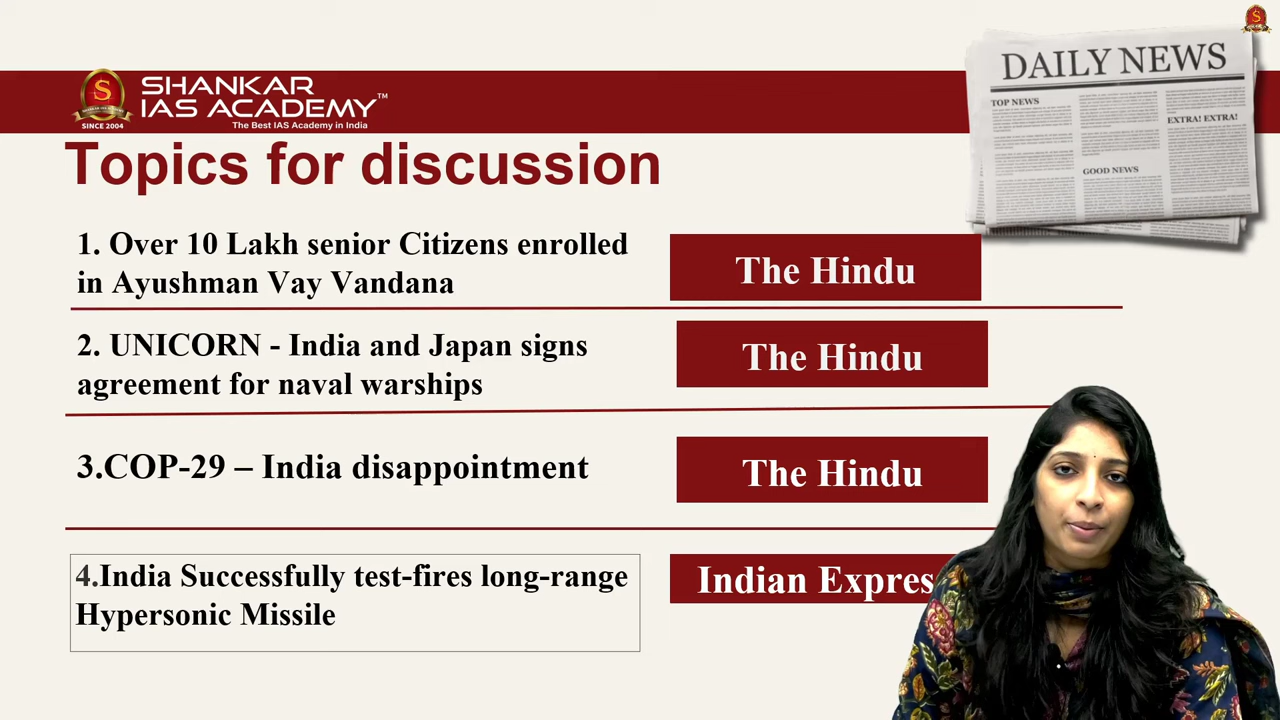 SHANKAR
IAS ACADEMY™
The Best IAS Academy in India
SINCE 2004
DAILY NEWS
TOP NEWS
EXTRA! EXTRA!
GOOD NEWS
Topics for discussion
1. Over 10 Lakh senior Citizens enrolled
in Ayushman Vay Vandana
The Hindu
2. UNICORN - India and Japan signs
agreement for naval warships
The Hindu
3.COP-29 – India disappointment
The Hindu
4.India Successfully test-fires long-range
Hypersonic Missile
Indian Expres